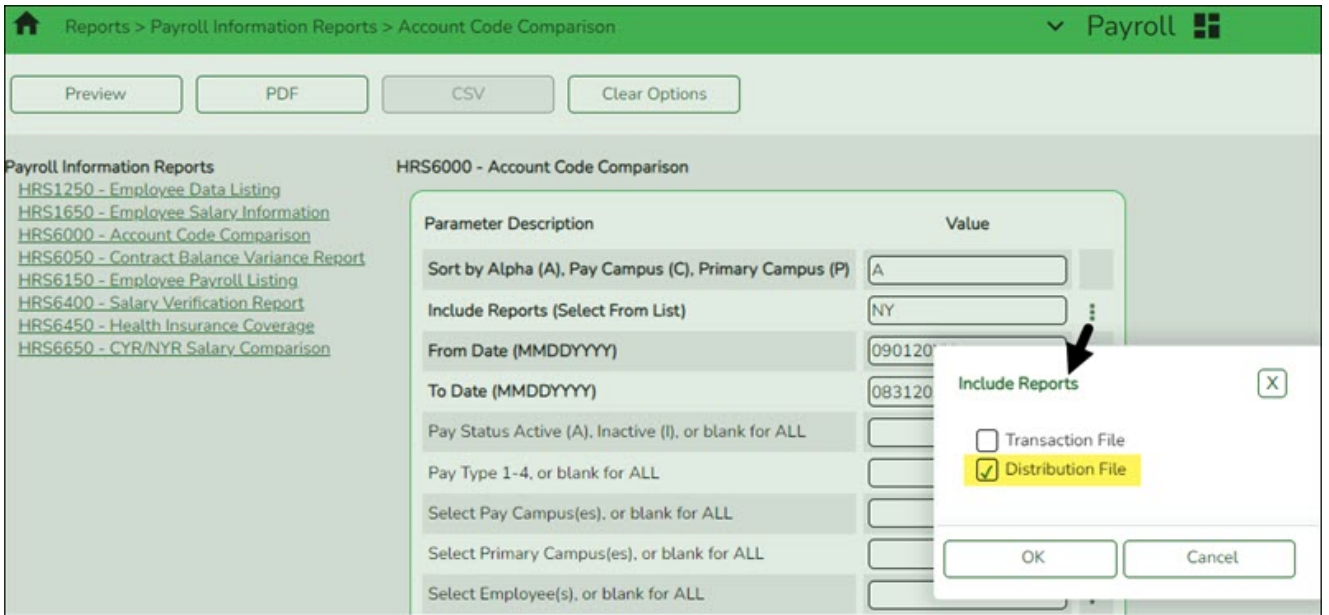 Reports > Payroll Information Reports > Account Code Comparison
Payroll
Preview
PDF
CSV
Clear Options
Payroll Information Reports
HRS1250 - Employee Data Listing
HRS1650 - Employee Salary Information
HRS6000 - Account Code Comparison
HRS6050 - Contract Balance Variance Report
HRS6150 - Employee Payroll Listing
HRS6400 - Salary Verification Report
HRS6450 - Health Insurance Coverage
HRS6650 - CYR/NYR Salary Comparison
HRS6000 - Account Code Comparison
Parameter Description Value
Sort by Alpha (A), Pay Campus (C), Primary Campus (P) A
Include Reports (Select From List) NY
From Date (MMDDYYYY) 090120
To Date (MMDDYYYY) 083120
Pay Status Active (A), Inactive (I), or blank for ALL
Pay Type 1-4, or blank for ALL
Select Pay Campus(es), or blank for ALL
Select Primary Campus(es), or blank for ALL
Select Employee(s), or blank for ALL
Include Reports X
Transaction File
Distribution File
OK Cancel